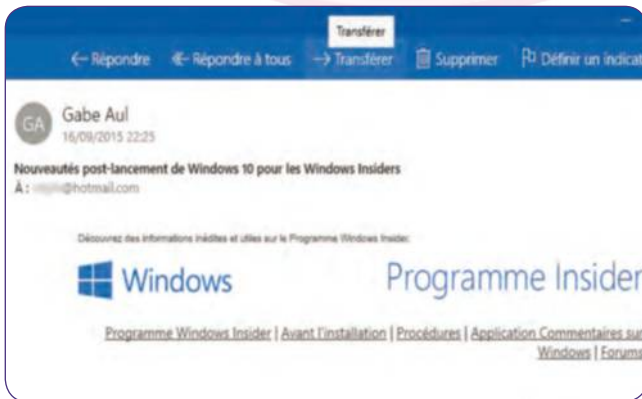 Transférer
Répondre Répondre à tous Transférer Supprimer Définir un indicat
GA
Gabe Aul
16/09/2015 22:25
Nouveautés post-lancement de Windows 10 pour les Windows Insiders
À : @hotmail.com
Découvrez des informations inédites et utiles sur le Programme Windows Insider.
Windows Programme Insider
Programme Windows Insider | Avant l'installation | Procédures | Application Commentaires sur
Windows | Forums